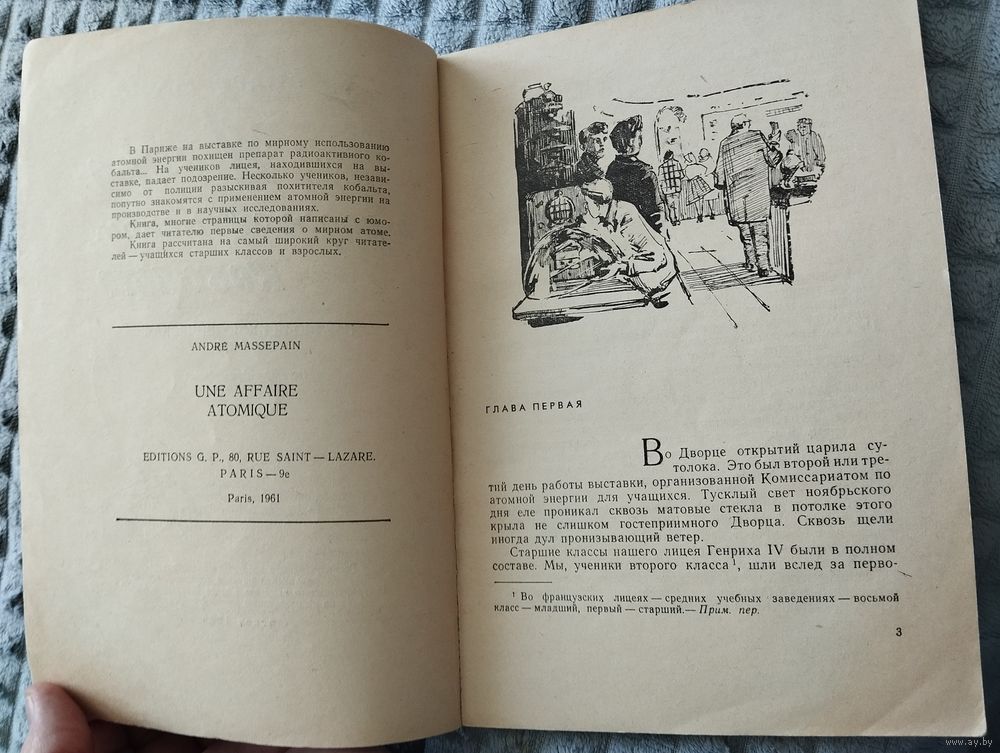 В Париже на выставке по мирному использованию
атомной энергии похищен препарат радиоактивного ко-
бальта... На учеников лицея, находившихся на вы-
ставке, падает подозрение. Несколько учеников, незави-
симо от полиции разыскивая похитителя кобальта,
попутно знакомятся с применением атомной энергии на
производстве и в научных исследованиях.
Книга, многие страницы которой написаны с юмо-
ром, дает читателю первые сведения о мирном атоме.
Книга рассчитана на самый широкий круг читате-
лей — учащихся старших классов и взрослых.
ANDRÉ MASSEPAIN
UNE AFFAIRE
ATOMIQUE
EDITIONS G. P., 80, RUE SAINT — LAZARE.
PARIS — 9e
Paris, 1961
ГЛАВА ПЕРВАЯ
Во Дворце открытий царила су-
толока. Это был второй или тре-
тий день работы выставки, организованной Комиссариатом по
атомной энергии для учащихся. Тусклый свет ноябрьского
дня еле проникал сквозь матовые стекла в потолке этого
крыла не слишком гостеприимного Дворца. Сквозь щели
иногда дул пронизывающий ветер.
Старшие классы нашего лицея Генриха IV были в полном
составе. Мы, ученики второго класса¹, шли вслед за перво-
¹ Во французских лицеях — средних учебных заведениях — восьмой
класс — младший, первый — старший.— Прим. пер.
3
www.ay.by